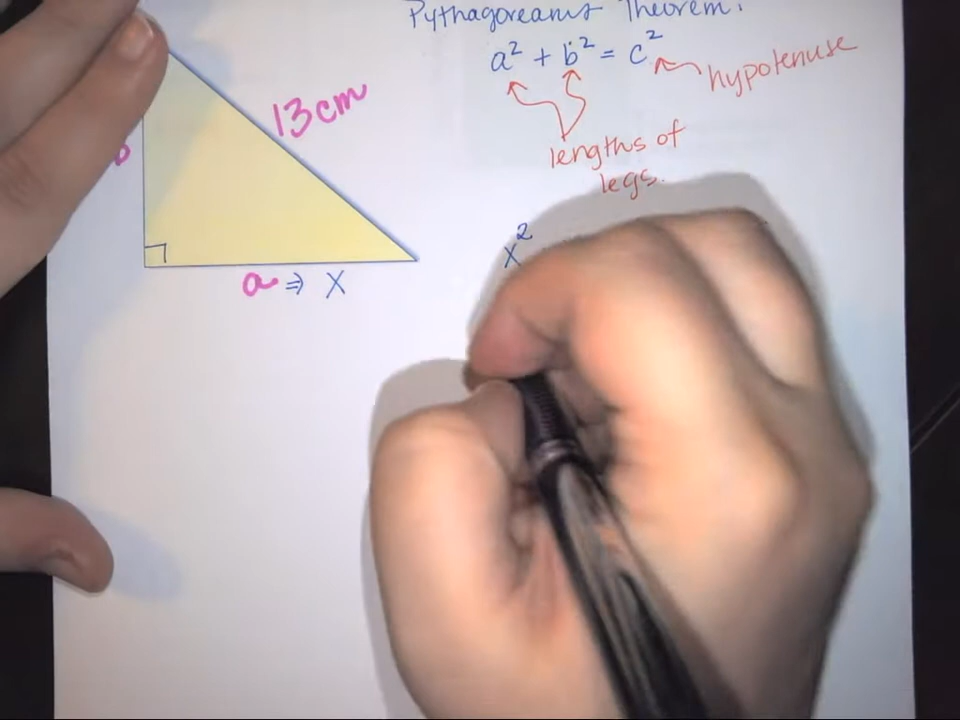 Pythagoreans Theorem.
a² + b² = c²
hypotenuse
lengths of
legs.
13cm
b
a ⇒ X
x²